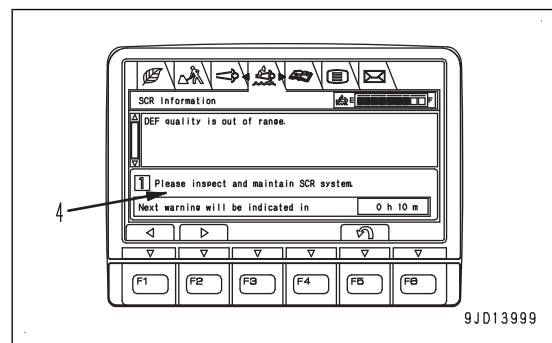 SCR Information
E F
DEF quality is out of range.
1 Please inspect and maintain SCR system.
4
Next warning will be indicated in 0 h 10 m
F1 F2 F3 F4 F5 F6
9JD13999